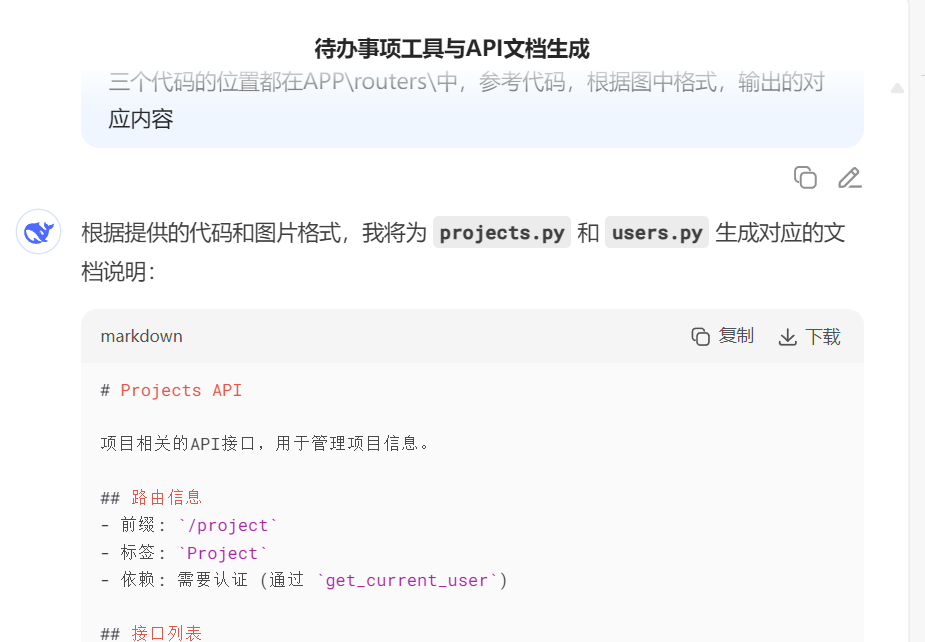 待办事项工具与API文档生成
三个代码的位置都在APP\routers\中，参考代码，根据图中格式，输出的对
应内容
根据提供的代码和图片格式，我将为 projects.py 和 users.py 生成对应的文
档说明：
markdown 复制 下载
# Projects API
项目相关的API接口，用于管理项目信息。
## 路由信息
- 前缀: `/project`
- 标签: `Project`
- 依赖: 需要认证 (通过 `get_current_user`)
## 接口列表